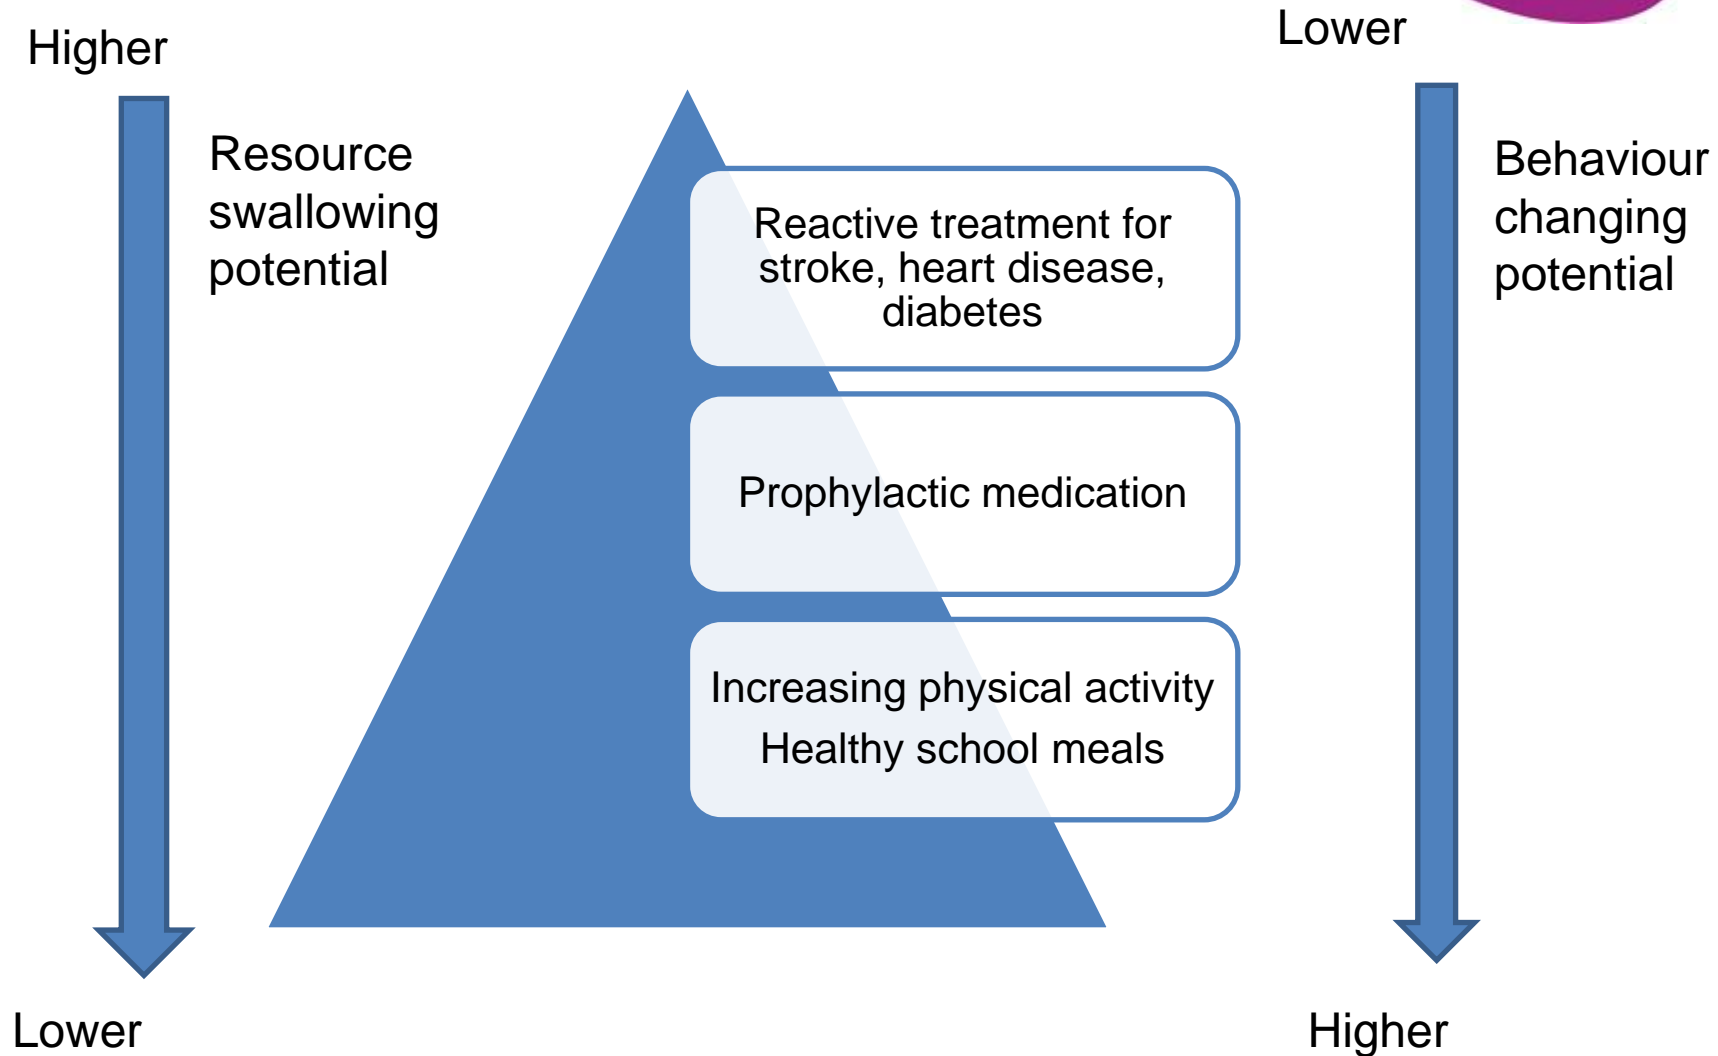 Higher
Lower
Resource
swallowing
potential
Reactive treatment for
stroke, heart disease,
diabetes
Behaviour
changing
potential
Prophylactic medication
Increasing physical activity
Healthy school meals
Lower
Higher